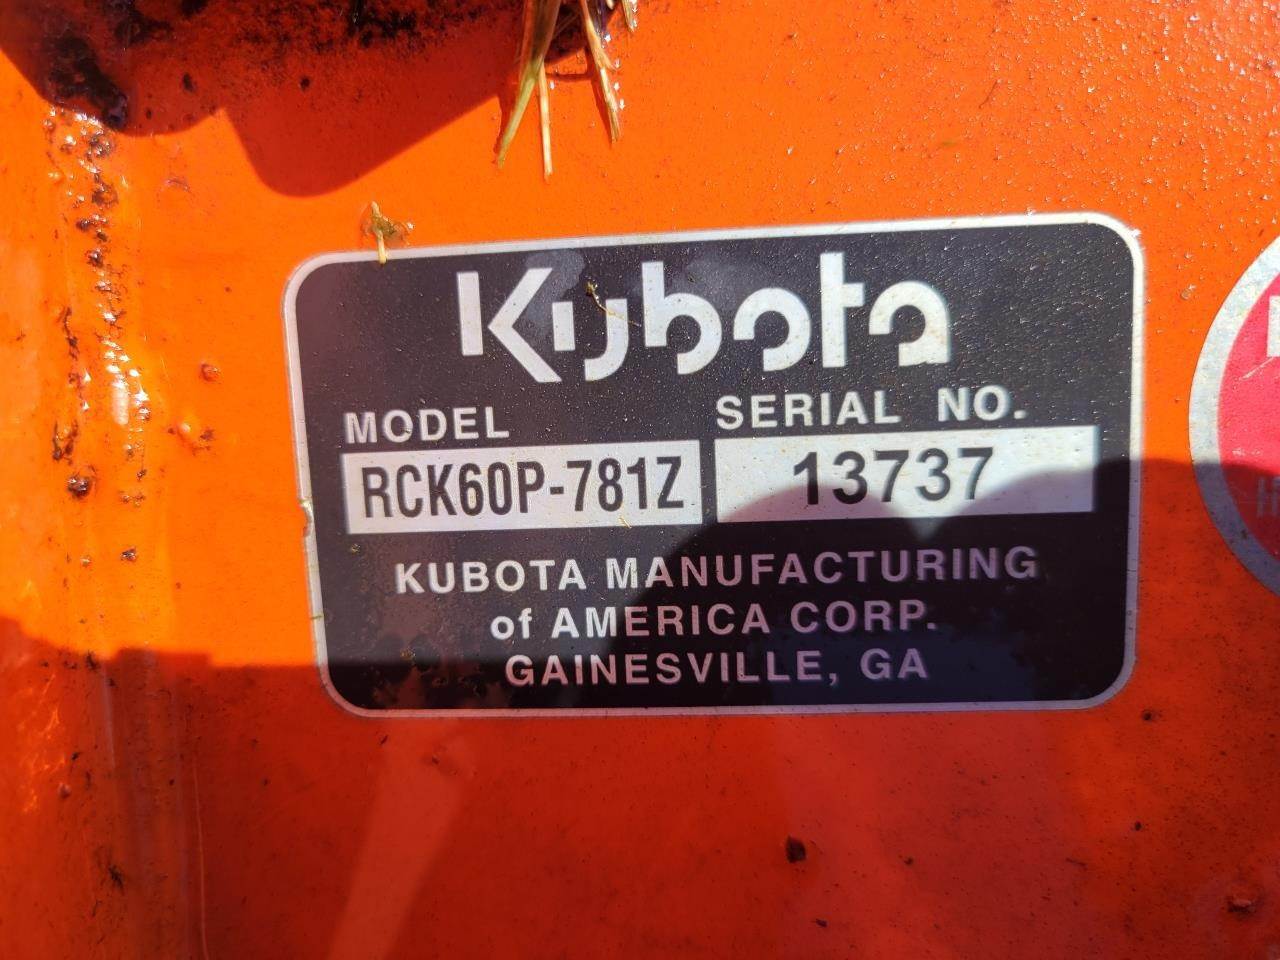 Kubota
MODEL SERIAL NO.
RCK60P-781Z 13737
KUBOTA MANUFACTURING
of AMERICA CORP.
GAINESVILLE, GA